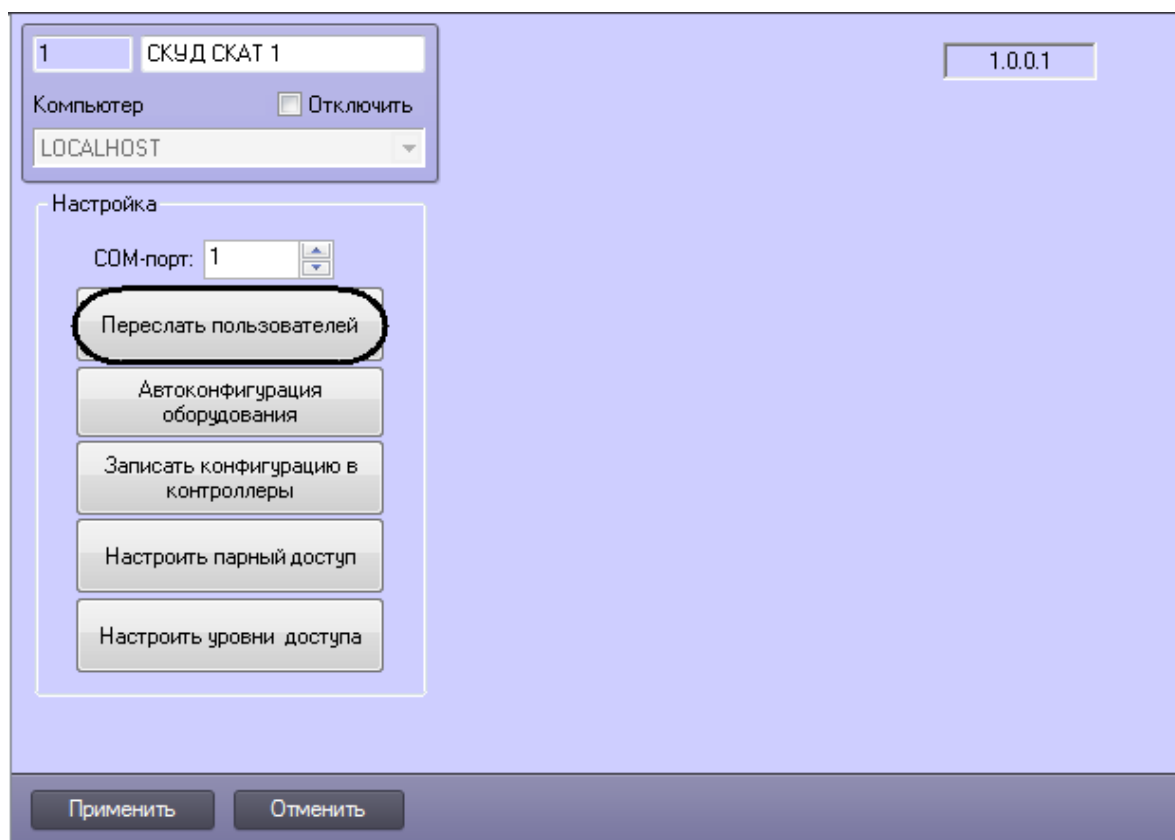 1 СКУД СКАТ 1
1.0.0.1
Компьютер Отключить
LOCALHOST
Настройка
COM-порт: 1
Переслать пользователей
Автоконфигурация
оборудования
Записать конфигурацию в
контроллеры
Настроить парный доступ
Настроить уровни доступа
Применить Отменить